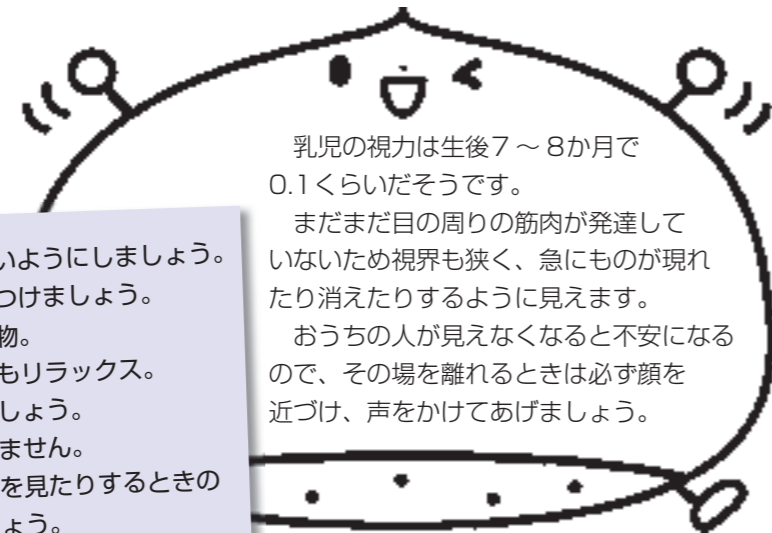 乳児の視力は生後7～8か月で
0.1くらいだそうです。
まだまだ目の周りの筋肉が発達して
いないため視界も狭く、急にものが現れ
たり消えたりするように見えます。
おうちの人が見えなくなると不安になる
ので、その場を離れるときは必ず顔を
近づけ、声をかけてあげましょう。
いようにしましょう。
つけましょう。
物。
もリラックス。
しょう。
ません。
を見たりするときの
ょう。